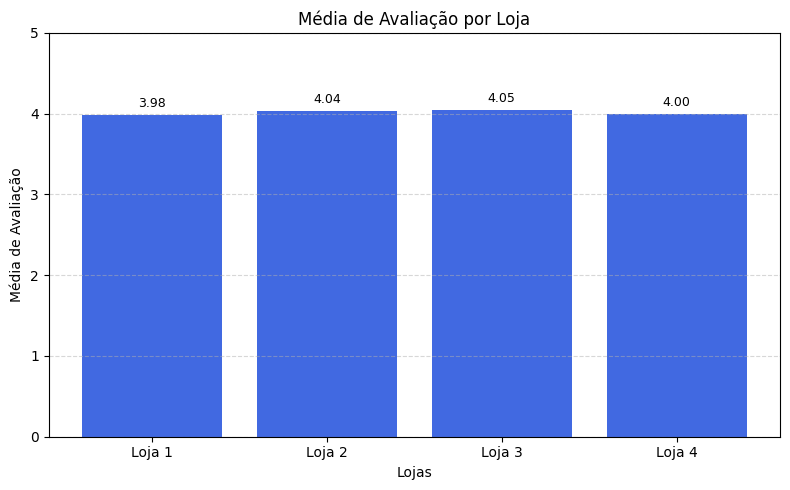 Média de Avaliação por Loja
5
4
3
2
1
0
Média de Avaliação
3.98
4.04
4.05
4.00
Loja 1
Loja 2
Loja 3
Loja 4
Lojas